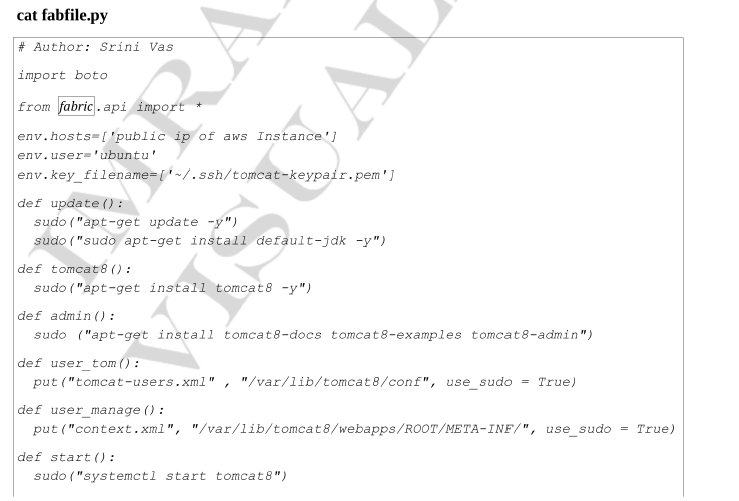 cat fabfile.py
# Author: Srini Vas
import boto
from fabric.api import *
env.hosts=['public ip of aws Instance']
env.user='ubuntu'
env.key_filename=['~/.ssh/tomcat-keypair.pem']
def update():
  sudo("apt-get update -y")
  sudo("sudo apt-get install default-jdk -y")
def tomcat8():
  sudo("apt-get install tomcat8 -y")
def admin():
  sudo ("apt-get install tomcat8-docs tomcat8-examples tomcat8-admin")
def user_tom():
  put("tomcat-users.xml" , "/var/lib/tomcat8/conf", use_sudo = True)
def user_manage():
  put("context.xml", "/var/lib/tomcat8/webapps/ROOT/META-INF/", use_sudo = True)
def start():
  sudo("systemctl start tomcat8")